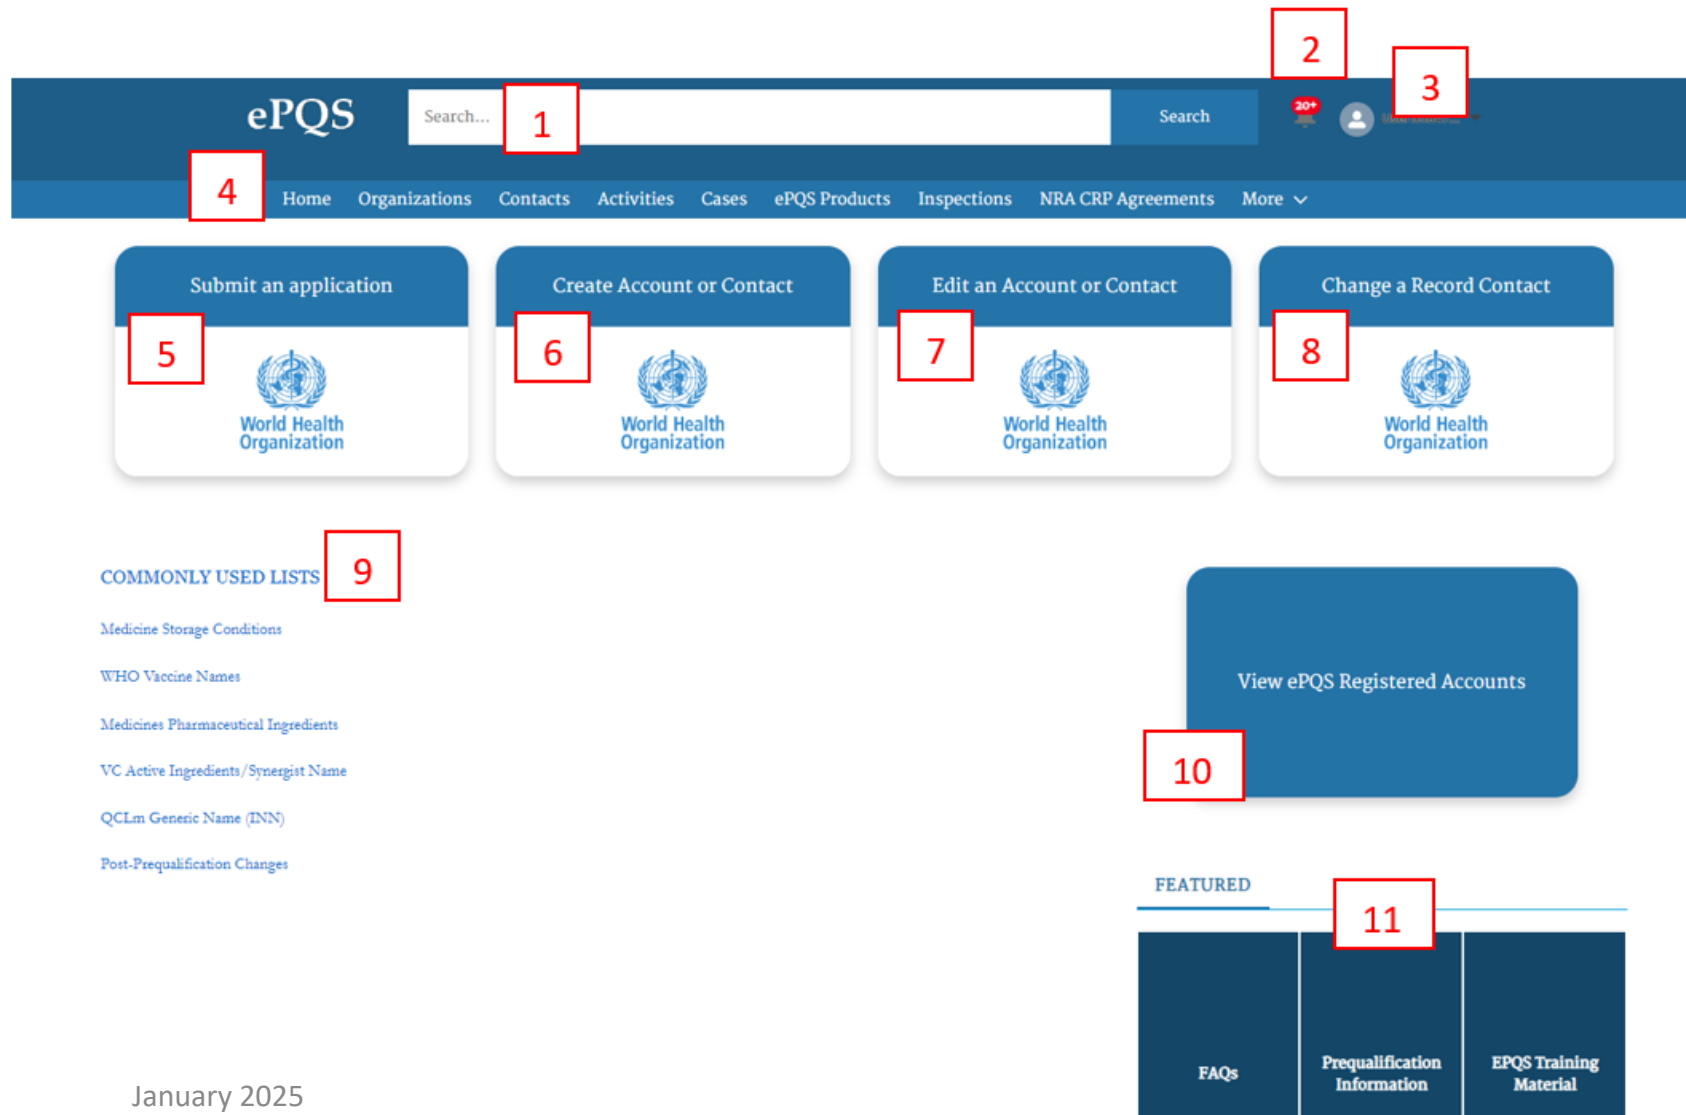 2
3
ePQS
Search...
1
Search
20+
4
Home Organizations Contacts Activities Cases ePQS Products Inspections NRA CRP Agreements More
Submit an application
Create Account or Contact
Edit an Account or Contact
Change a Record Contact
5
6
7
8
World Health
Organization
World Health
Organization
World Health
Organization
World Health
Organization
COMMONLY USED LISTS
9
Medicine Storage Conditions
WHO Vaccine Names
Medicines Pharmaceutical Ingredients
VC Active Ingredients/Synergist Name
QCLm Generic Name (INN)
Post-Prequalification Changes
View ePQS Registered Accounts
10
FEATURED
11
FAQs
Prequalification
Information
EPQS Training
Material
January 2025